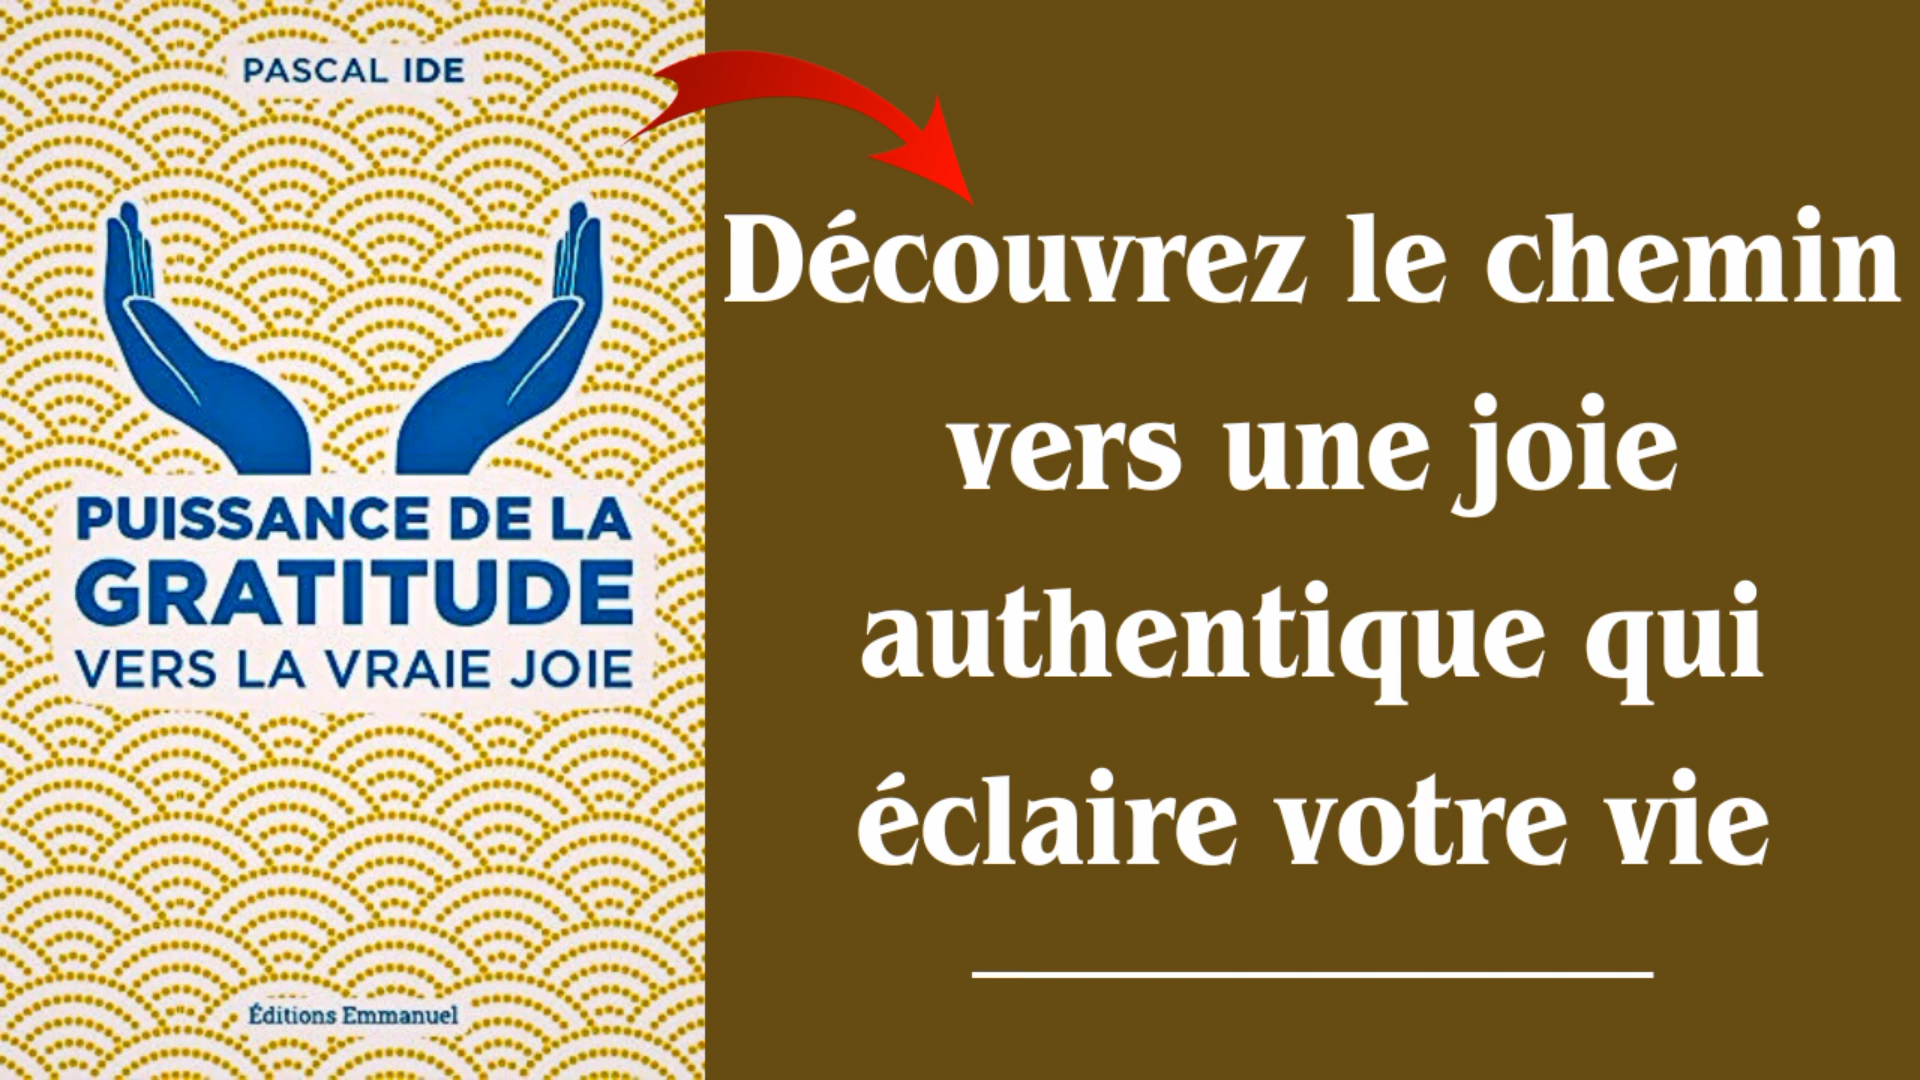 PASCAL IDE
PUISSANCE DE LA
GRATITUDE
VERS LA VRAIE JOIE
Éditions Emmanuel
Découvrez le chemin
vers une joie
authentique qui
éclaire votre vie